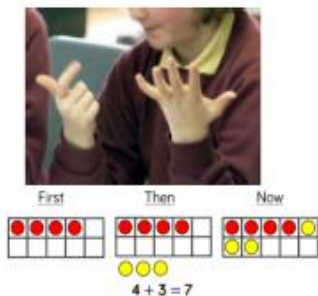 First Then Now
4 + 3 = 7